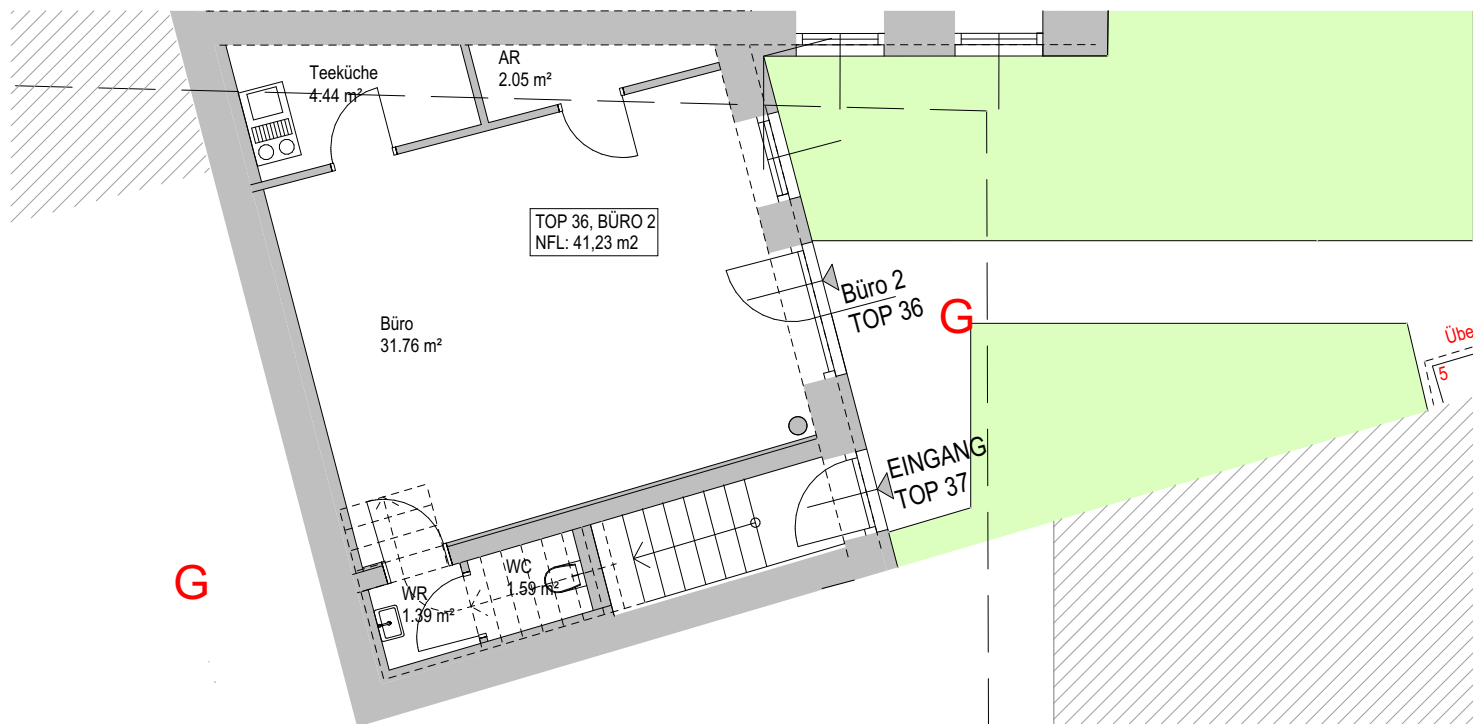 Teeküche
4.44 m²
AR
2.05 m²
TOP 36, BÜRO 2
NFL: 41,23 m2
Büro 2
TOP 36
G
Büro
31.76 m²
Übe
5
EINGANG
TOP 37
WC
1.59 m²
WR
1.39 m²
G